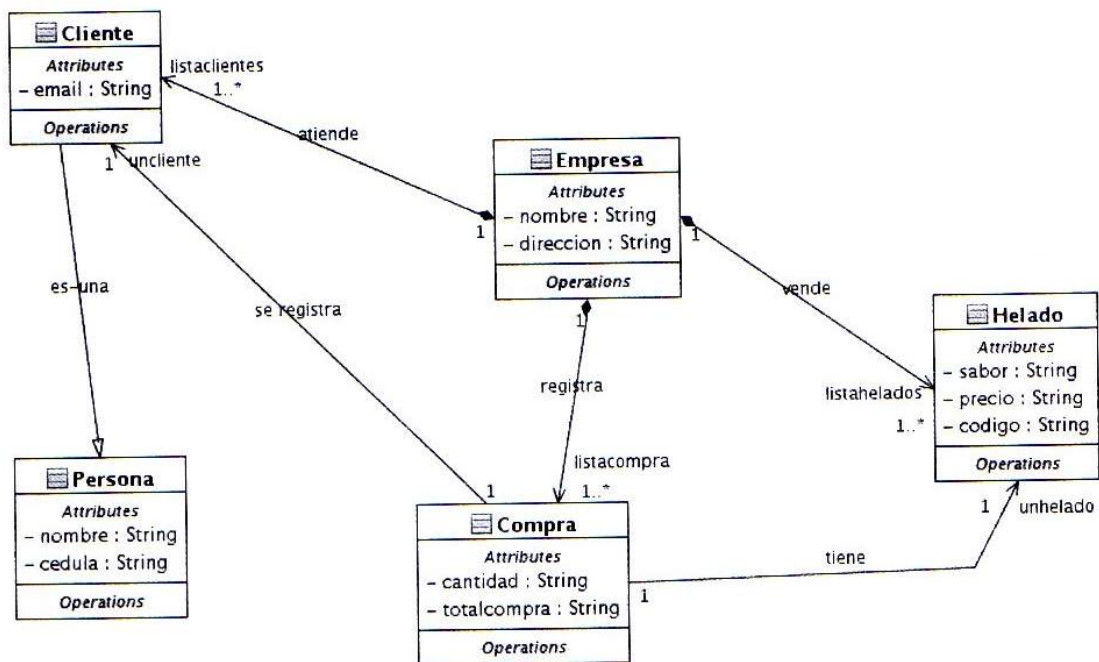 Cliente
Attributes
– email : String
Operations
listaclientes
1..*
atiende
1
Empresa
Attributes
– nombre : String
– direccion : String
Operations
1
1
1 uncliente
es-una
se registra
vende
registra
Helado
Attributes
– sabor : String
– precio : String
– codigo : String
Operations
listahelados
1..*
Persona
Attributes
– nombre : String
– cedula : String
Operations
listacompra
1..*
1
Compra
Attributes
– cantidad : String
– totalcompra : String
Operations
1
tiene
1 unhelado